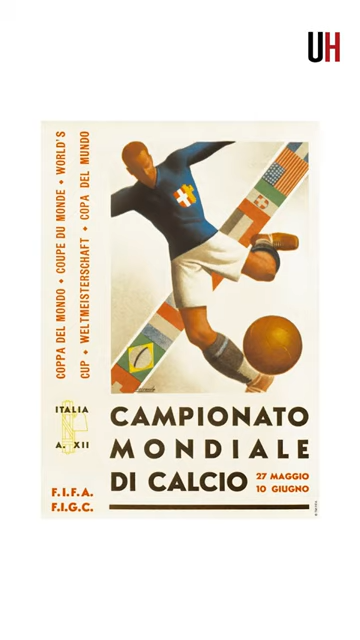 UH
COPPA DEL MONDO • COUPE DU MONDE • WORLD'S
CUP • WELTMEISTERSCHAFT • COPA DEL MUNDO
ITALIA
A. XII
F.I.F.A.
F.I.G.C.
CAMPIONATO
MONDIALE
DI CALCIO
27 MAGGIO
10 GIUGNO